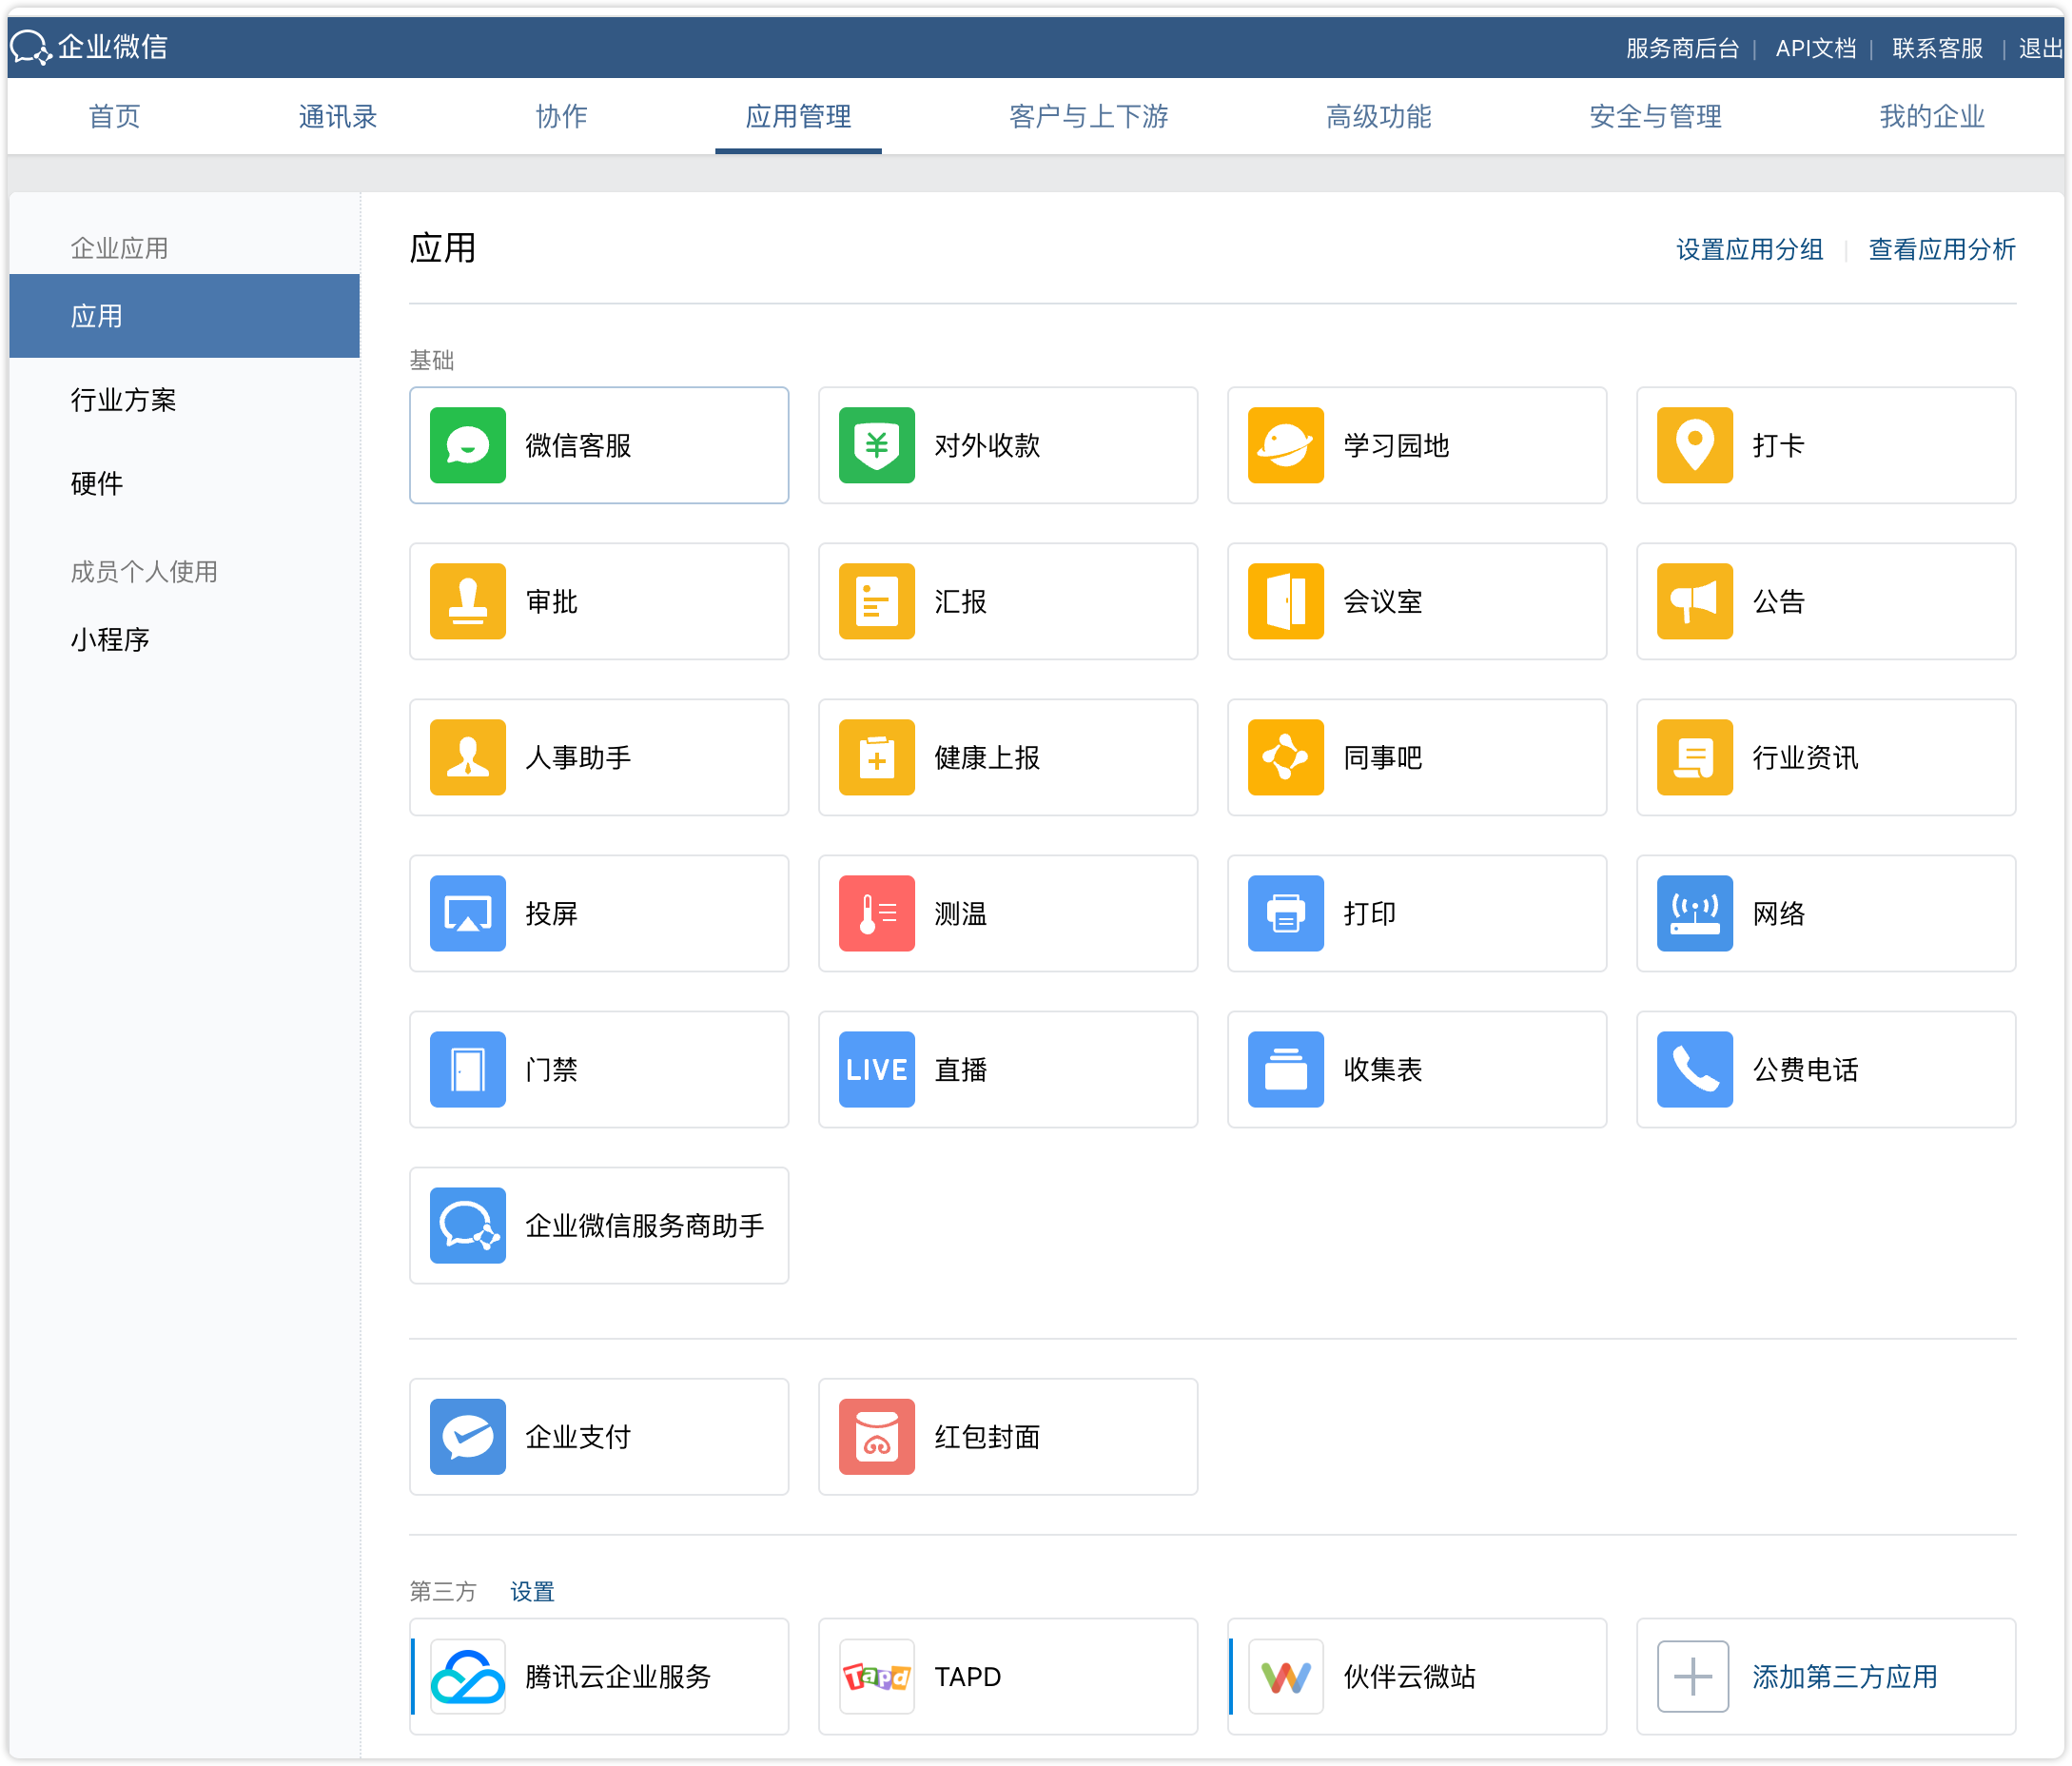 企业微信
服务商后台 | API文档 | 联系客服 | 退出
首页 通讯录 协作 应用管理 客户与上下游 高级功能 安全与管理 我的企业
企业应用
应用
行业方案
硬件
成员个人使用
小程序
应用
设置应用分组 | 查看应用分析
基础
微信客服 对外收款 学习园地 打卡
审批 汇报 会议室 公告
人事助手 健康上报 同事吧 行业资讯
投屏 测温 打印 网络
门禁 LIVE 直播 收集表 公费电话
企业微信服务商助手
企业支付 红包封面
第三方 设置
腾讯云企业服务 Tapd TAPD 伙伴云微站 添加第三方应用